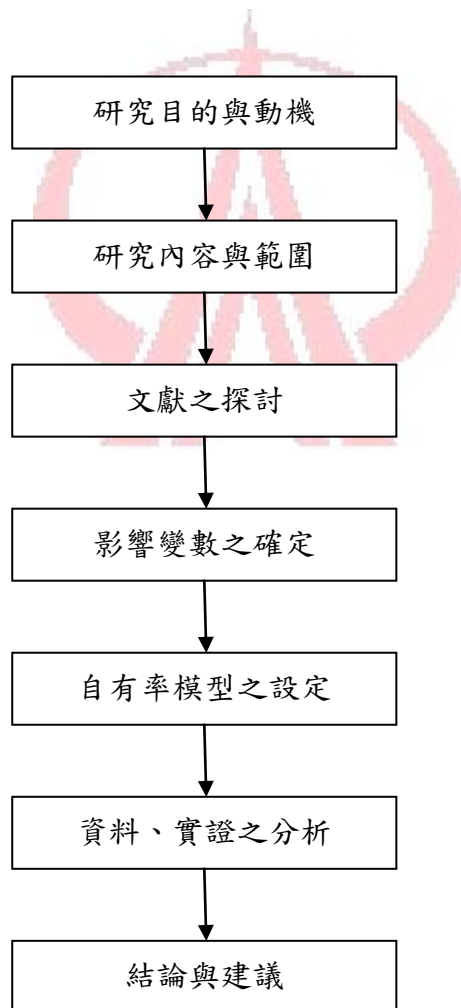 研究目的與動機
研究內容與範圍
文獻之探討
影響變數之確定
自有率模型之設定
資料、實證之分析
結論與建議